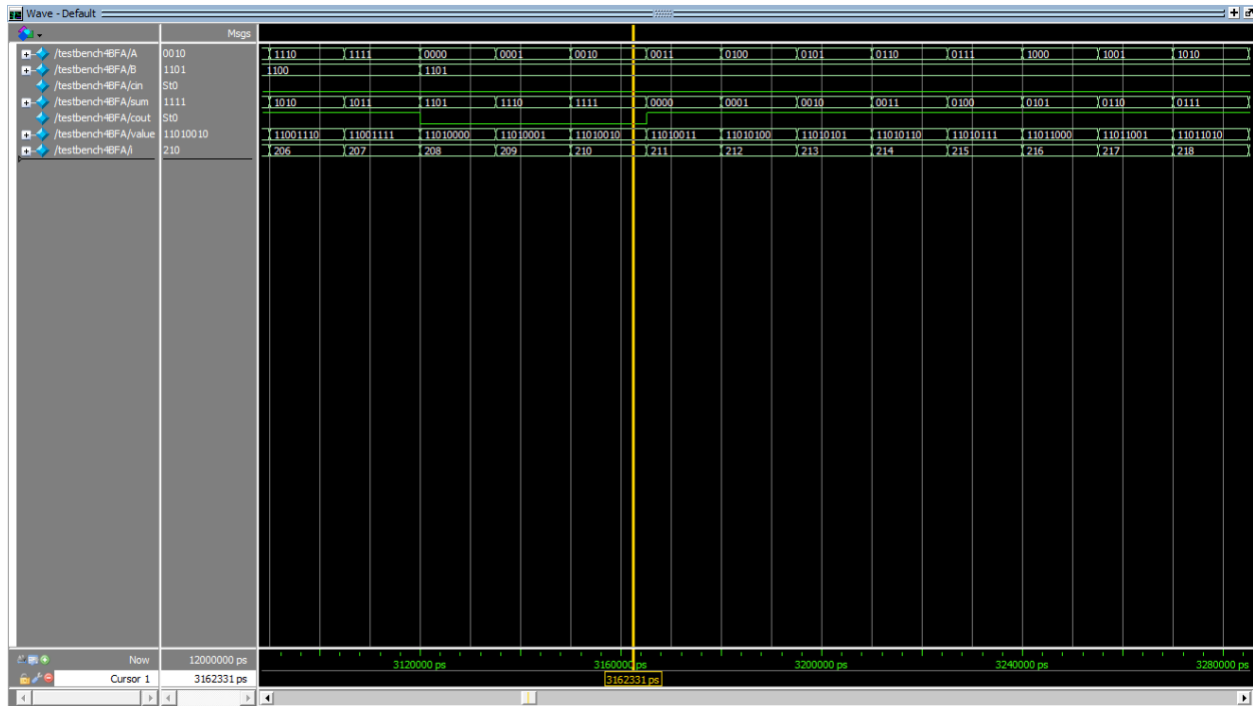 Wave - Default
Msgs
/testbench4BFA/A 0010 1110 1111 0000 0001 0010 0011 0100 0101 0110 0111 1000 1001 1010
/testbench4BFA/B 1101 1100 1101
/testbench4BFA/cin St0
/testbench4BFA/sum 1111 1010 1011 1101 1110 1111 0000 0001 0010 0011 0100 0101 0110 0111
/testbench4BFA/cout St0
/testbench4BFA/value 11010010 11001110 11001111 11010000 11010001 11010010 11010011 11010100 11010101 11010110 11010111 11011000 11011001 11011010
/testbench4BFA/i 210 206 207 208 209 210 211 212 213 214 215 216 217 218
Now 12000000 ps 3120000 ps 3160000 ps 3200000 ps 3240000 ps 3280000 ps
Cursor 1 3162331 ps 3162331 ps